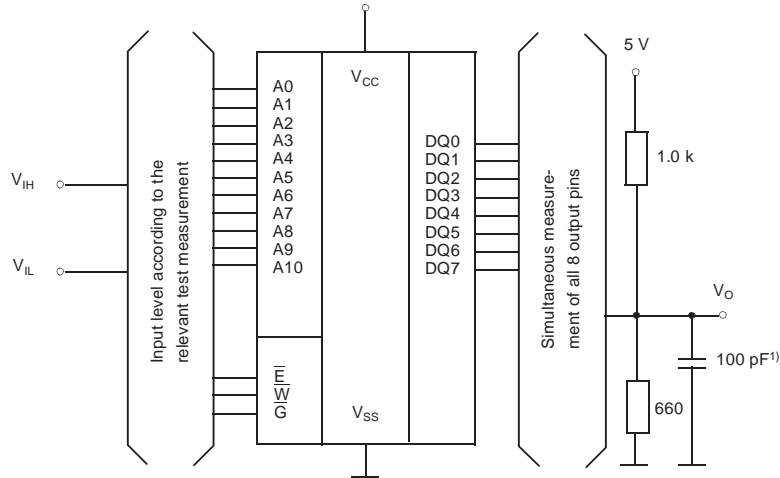 V_IH
V_IL
Input level according to the
relevant test measurement
A0
A1
A2
A3
A4
A5
A6
A7
A8
A9
A10
E̅
W̅
G̅
V_CC
V_SS
DQ0
DQ1
DQ2
DQ3
DQ4
DQ5
DQ6
DQ7
Simultaneous measure-
ment of all 8 output pins
5 V
1.0 k
V_O
100 pF¹⁾
660